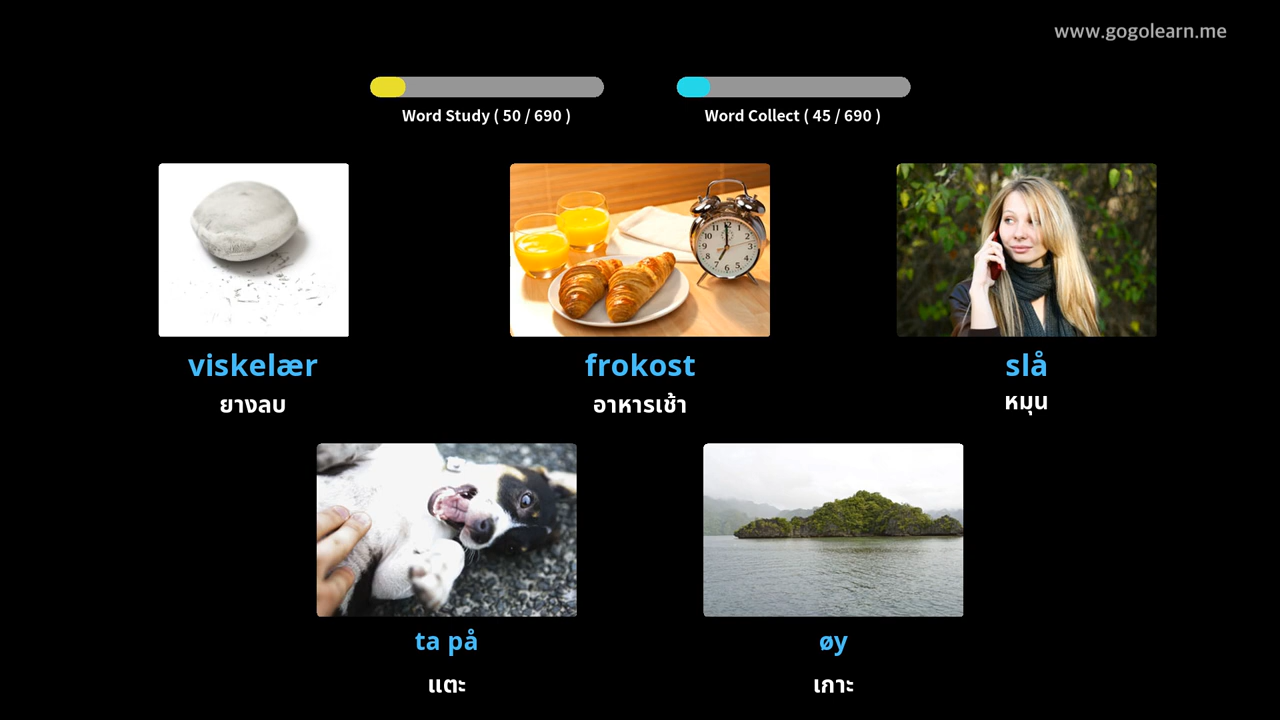 www.gogolearn.me
Word Study ( 50 / 690 )
Word Collect ( 45 / 690 )
viskelær
ยางลบ
frokost
อาหารเช้า
slå
หมุน
ta på
แตะ
øy
เกาะ